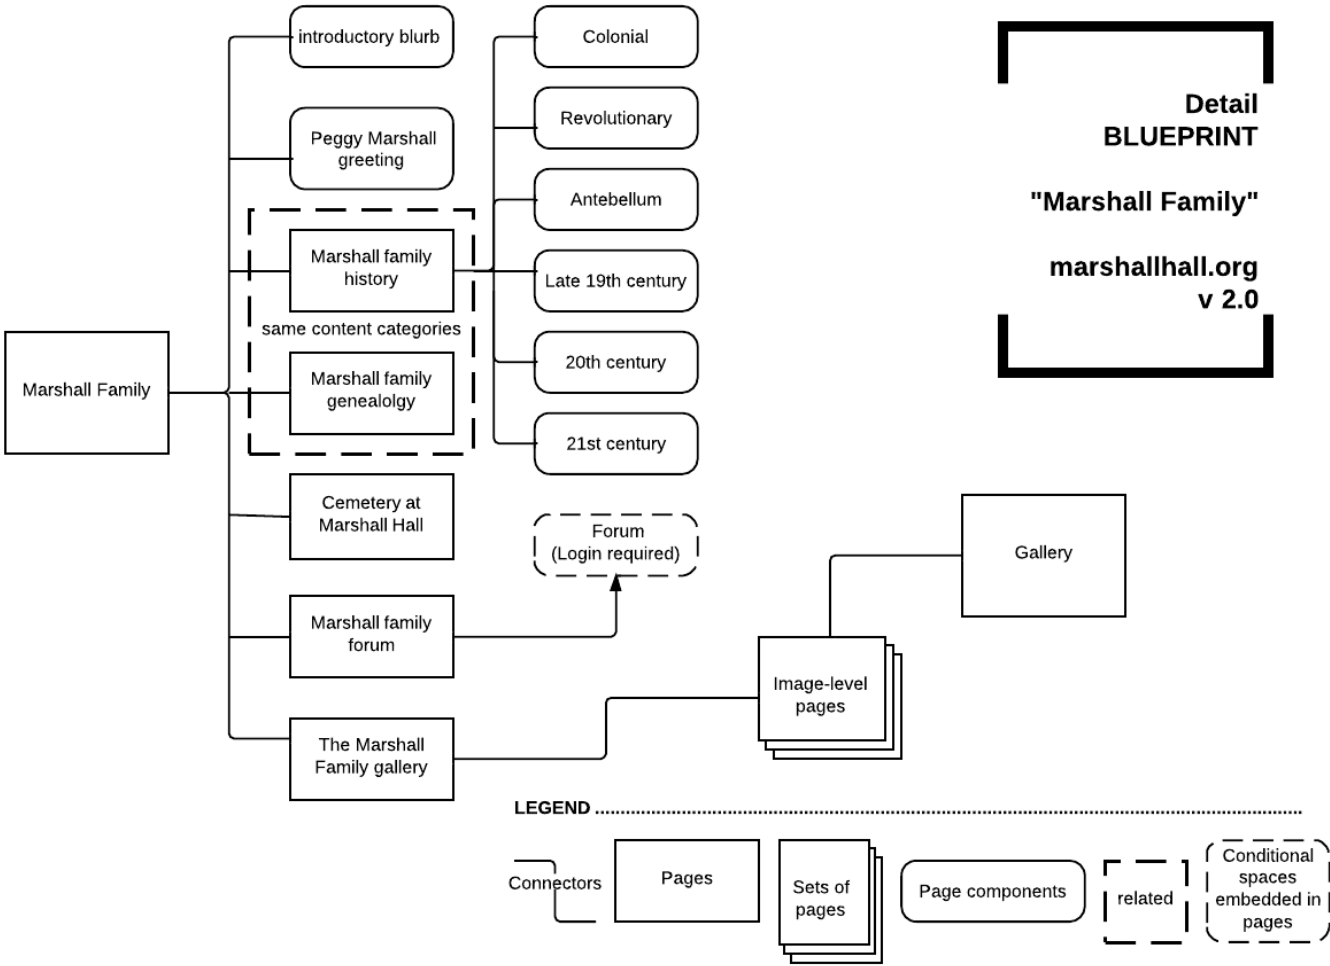 introductory blurb
Peggy Marshall
greeting
Marshall family
history
same content categories
Marshall family
genealolgy
Marshall Family
Cemetery at
Marshall Hall
Marshall family
forum
The Marshall
Family gallery
Colonial
Revolutionary
Antebellum
Late 19th century
20th century
21st century
Forum
(Login required)
Image-level
pages
Gallery
Detail
BLUEPRINT
"Marshall Family"
marshallhall.org
v 2.0
LEGEND
Connectors
Pages
Sets of
pages
Page components
related
Conditional
spaces
embedded in
pages